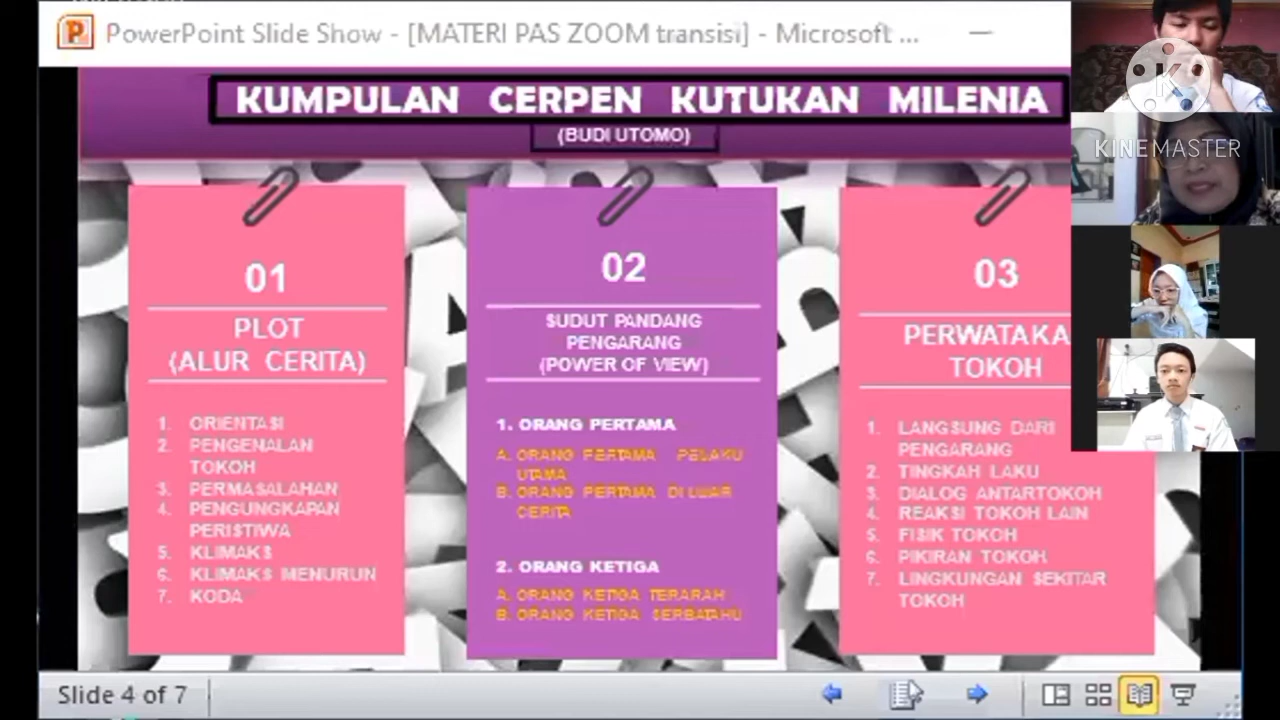 PowerPoint Slide Show - [MATERI PAS ZOOM transisi] - Microsoft ...
KUMPULAN CERPEN KUTUKAN MILENIA
(BUDI UTOMO)
01
PLOT
(ALUR CERITA)
1. ORIENTASI
2. PENGENALAN
TOKOH
3. PERMASALAHAN
4. PENGUNGKAPAN
PERISTIWA
5. KLIMAKS
6. KLIMAKS MENURUN
7. KODA
02
SUDUT PANDANG
PENGARANG
(POWER OF VIEW)
1. ORANG PERTAMA
A. ORANG PERTAMA PELAKU
UTAMA
B. ORANG PERTAMA DI LUAR
CERITA
2. ORANG KETIGA
A. ORANG KETIGA TERARAH
B. ORANG KETIGA SERBATAHU
03
PERWATAKA
TOKOH
1. LANGSUNG DARI
PENGARANG
2. TINGKAH LAKU
3. DIALOG ANTARTOKOH
4. REAKSI TOKOH LAIN
5. FISIK TOKOH
6. PIKIRAN TOKOH
7. LINGKUNGAN SEKITAR
TOKOH
K
KINEMASTER
Slide 4 of 7